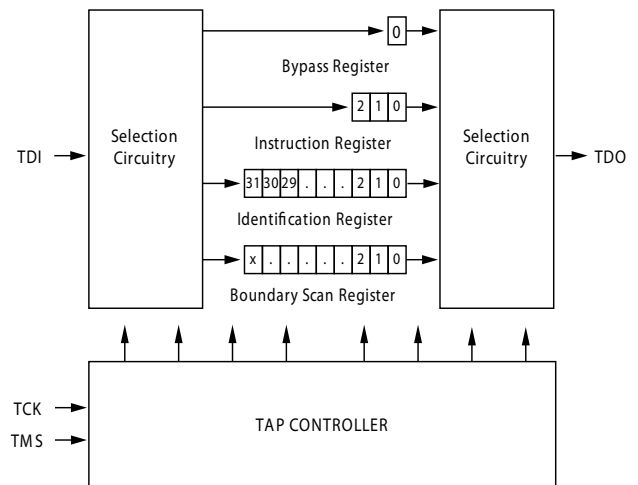 0
Bypass Register
2 1 0
Instruction Register
Selection
Circuitry
Selection
Circuitry
TDI
TDO
31 30 29 . . . 2 1 0
Identification Register
x . . . . . 2 1 0
Boundary Scan Register
TCK
TMS
TAP CONTROLLER